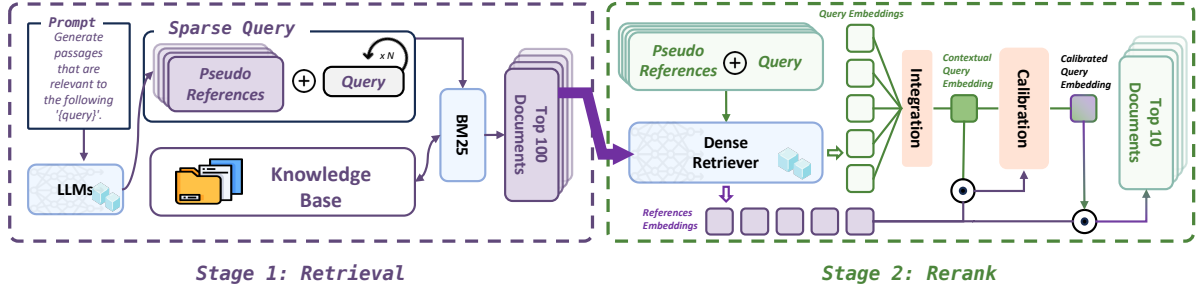 Prompt
Generate
passages
that are
relevant to
the following
'{query}'.
LLMs
Sparse Query
Pseudo
References
x N
Query
Knowledge
Base
BM25
Top 100
Documents
Stage 1: Retrieval
Pseudo
References
Query
Dense
Retriever
References
Embeddings
Query Embeddings
Integration
Contextual
Query
Embedding
Calibration
Calibrated
Query
Embedding
Top 10
Documents
Stage 2: Rerank